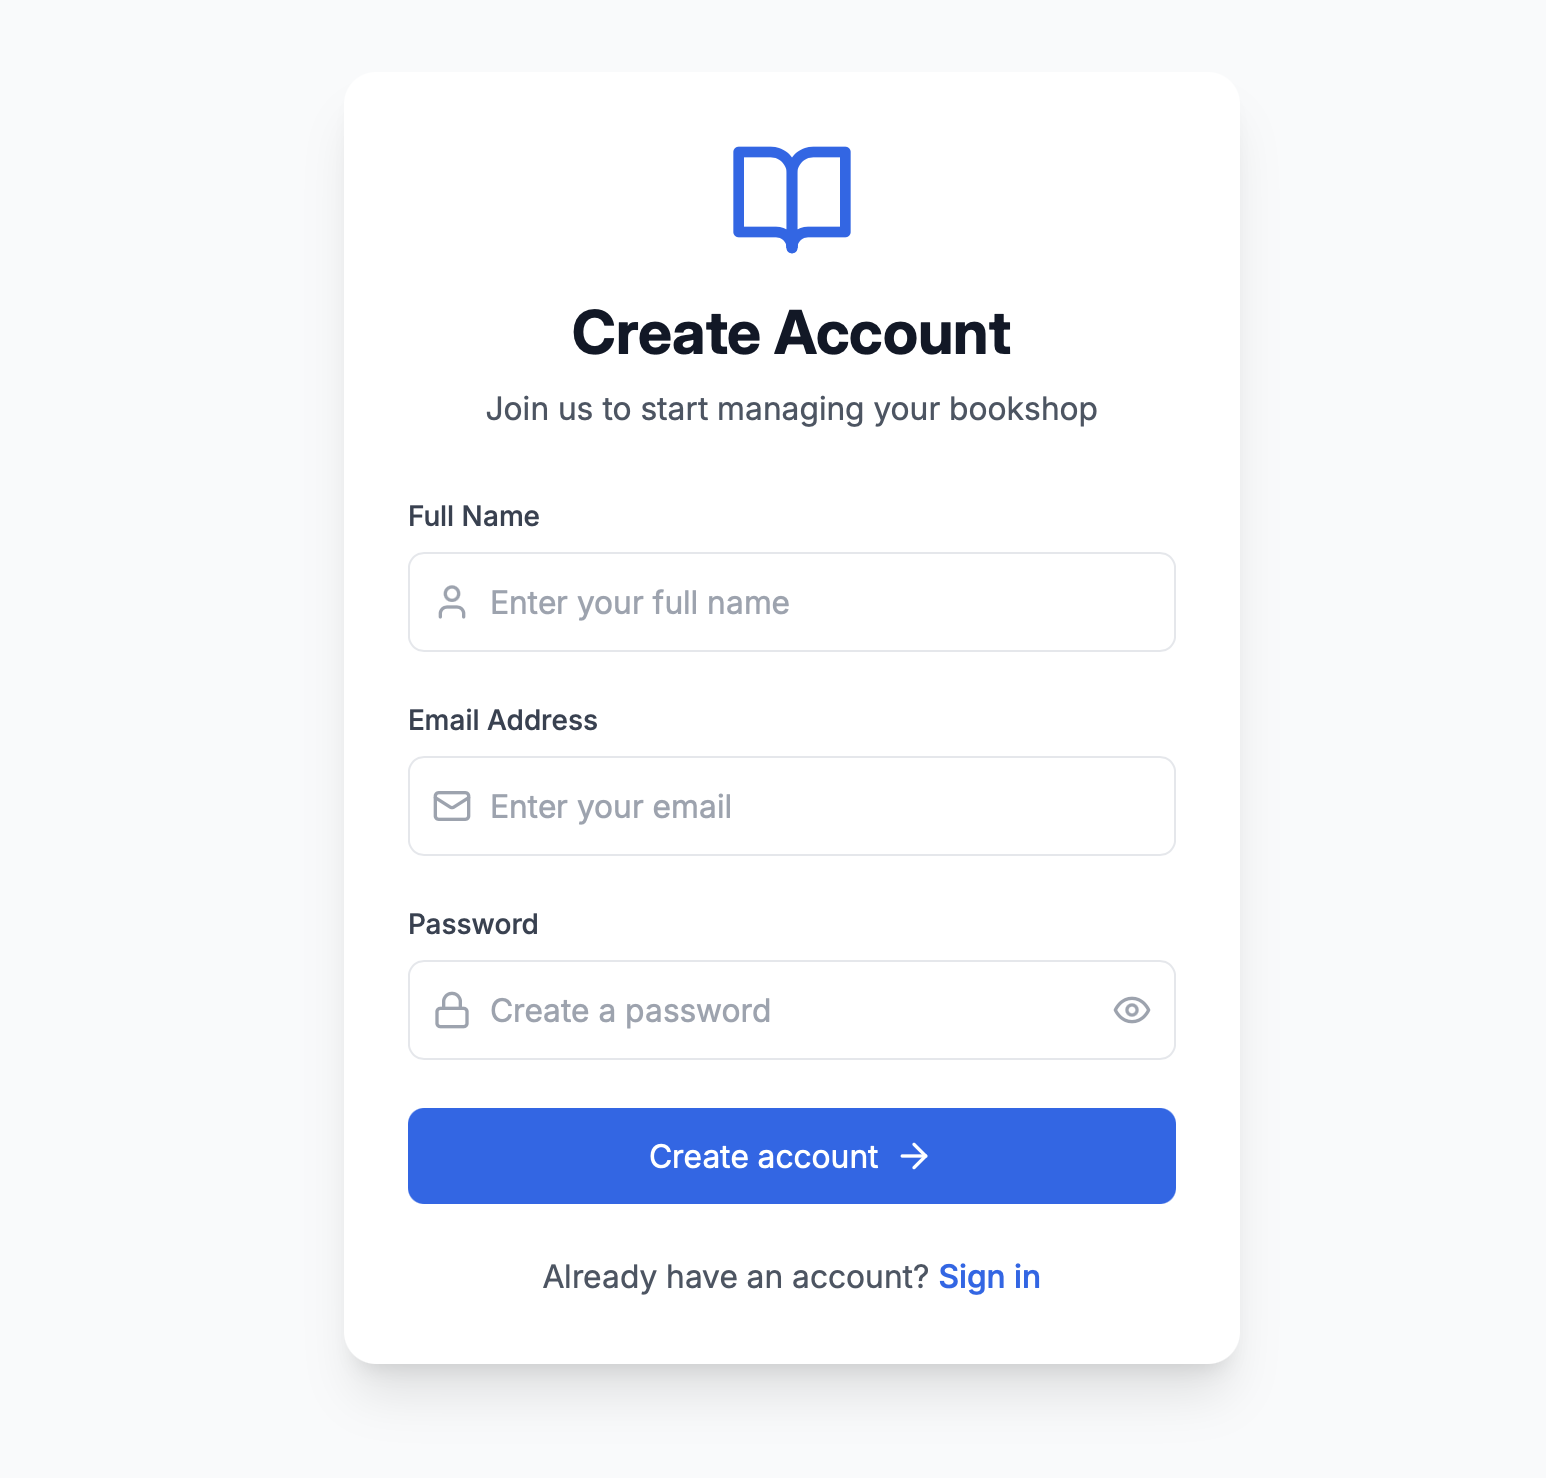 Create Account
Join us to start managing your bookshop
Full Name
Enter your full name
Email Address
Enter your email
Password
Create a password
Create account
Already have an account? Sign in